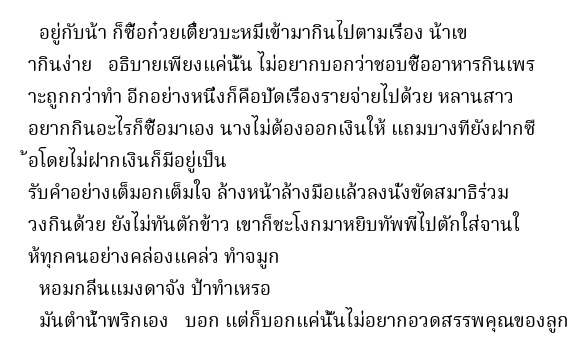 อยู่กับน้า ก็ซื้อก๋วยเตี๋ยวบะหมี่เข้ามากินไปตามเรื่อง น้าเข
ากินง่าย   อธิบายเพียงแค่นั้น ไม่อยากบอกว่าชอบซื้ออาหารกินเพร
าะถูกกว่าทำ อีกอย่างหนึ่งก็คือปัดเรื่องรายจ่ายไปด้วย หลานสาว
อยากกินอะไรก็ซื้อมาเอง นางไม่ต้องออกเงินให้ แถมบางทียังฝากซื
้อโดยไม่ฝากเงินก็มีอยู่เป็น
รับคำอย่างเต็มอกเต็มใจ ล้างหน้าล้างมือแล้วลงนั่งขัดสมาธิร่วม
วงกินด้วย ยังไม่ทันตักข้าว เขาก็ชะโงกมาหยิบทัพพีไปตักใส่จานใ
ห้ทุกคนอย่างคล่องแคล่ว ทำจมูก
หอมกลิ่นแมงดาจัง ป้าทำเหรอ
มันตำน้ำพริกเอง   บอก แต่ก็บอกแค่นั้นไม่อยากอวดสรรพคุณของลูก